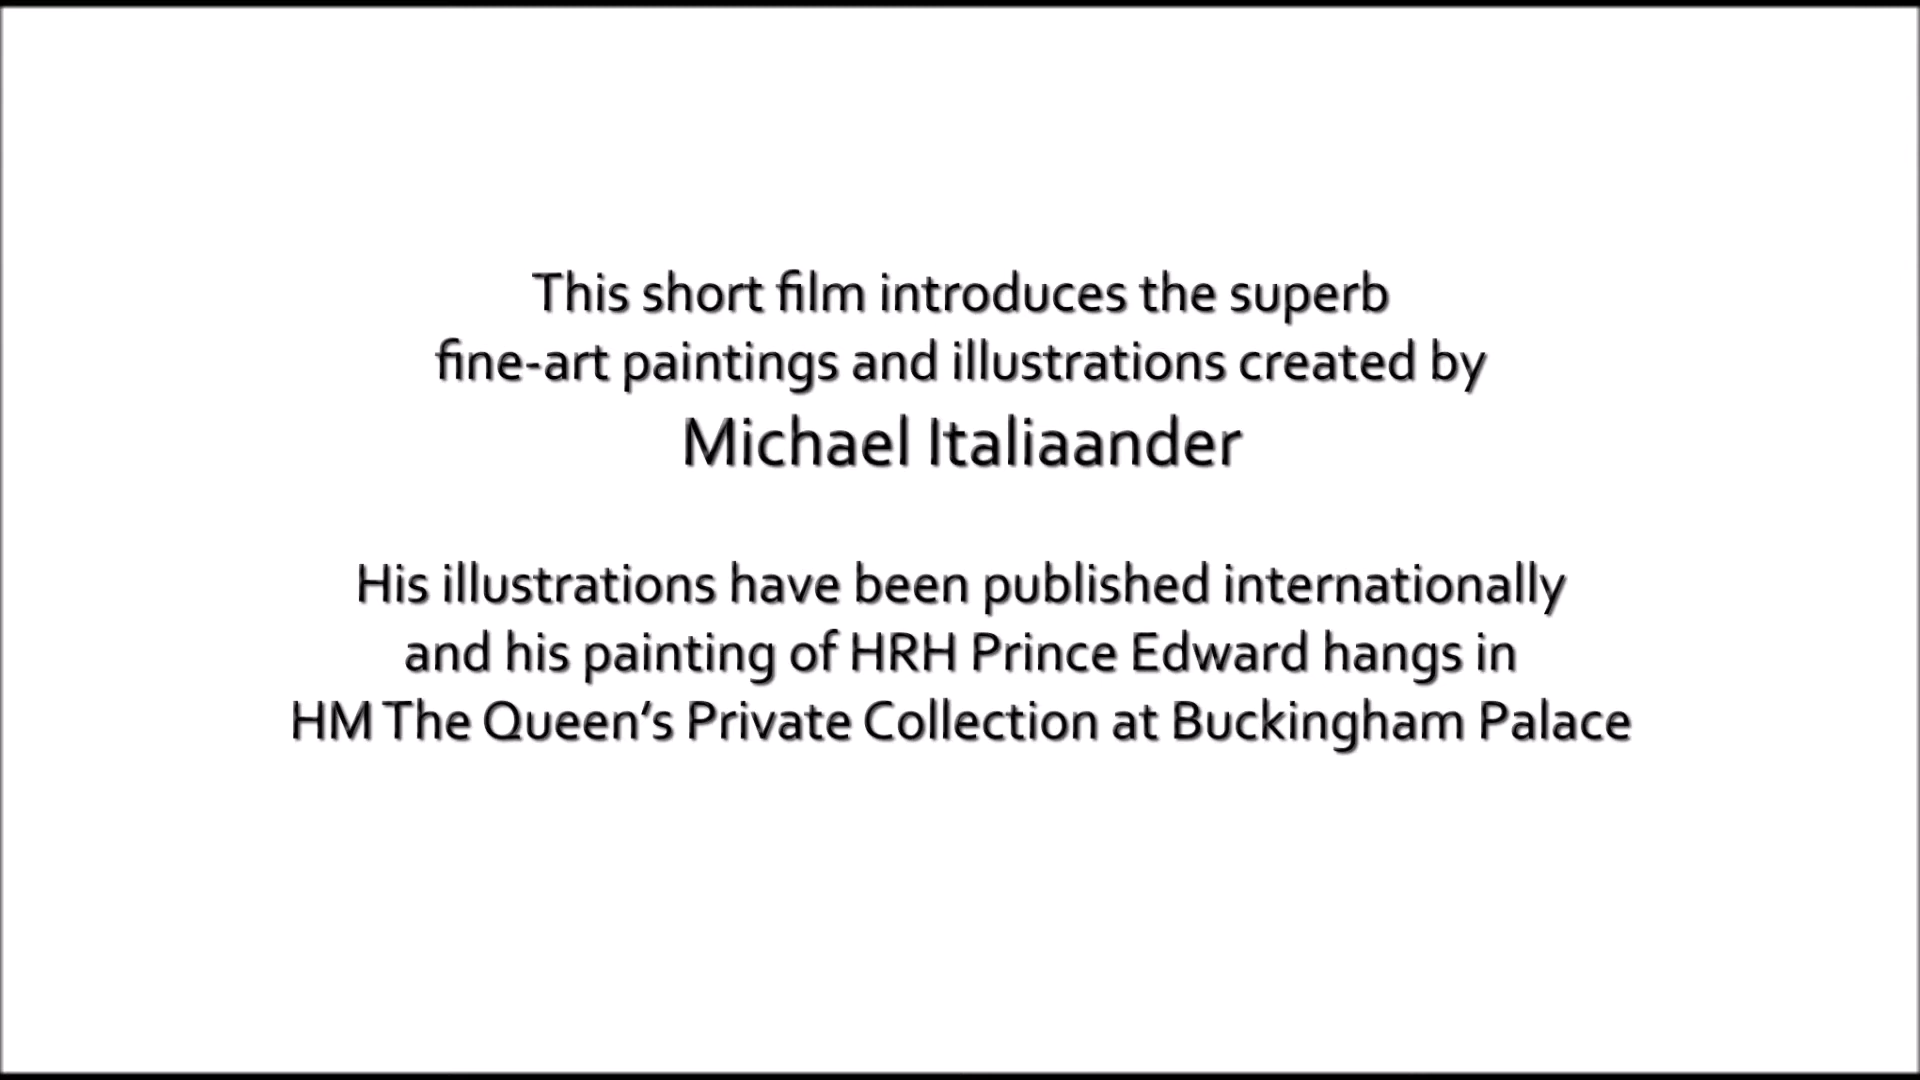 This short film introduces the superb
fine-art paintings and illustrations created by
Michael Italiaander
His illustrations have been published internationally
and his painting of HRH Prince Edward hangs in
HM The Queen's Private Collection at Buckingham Palace